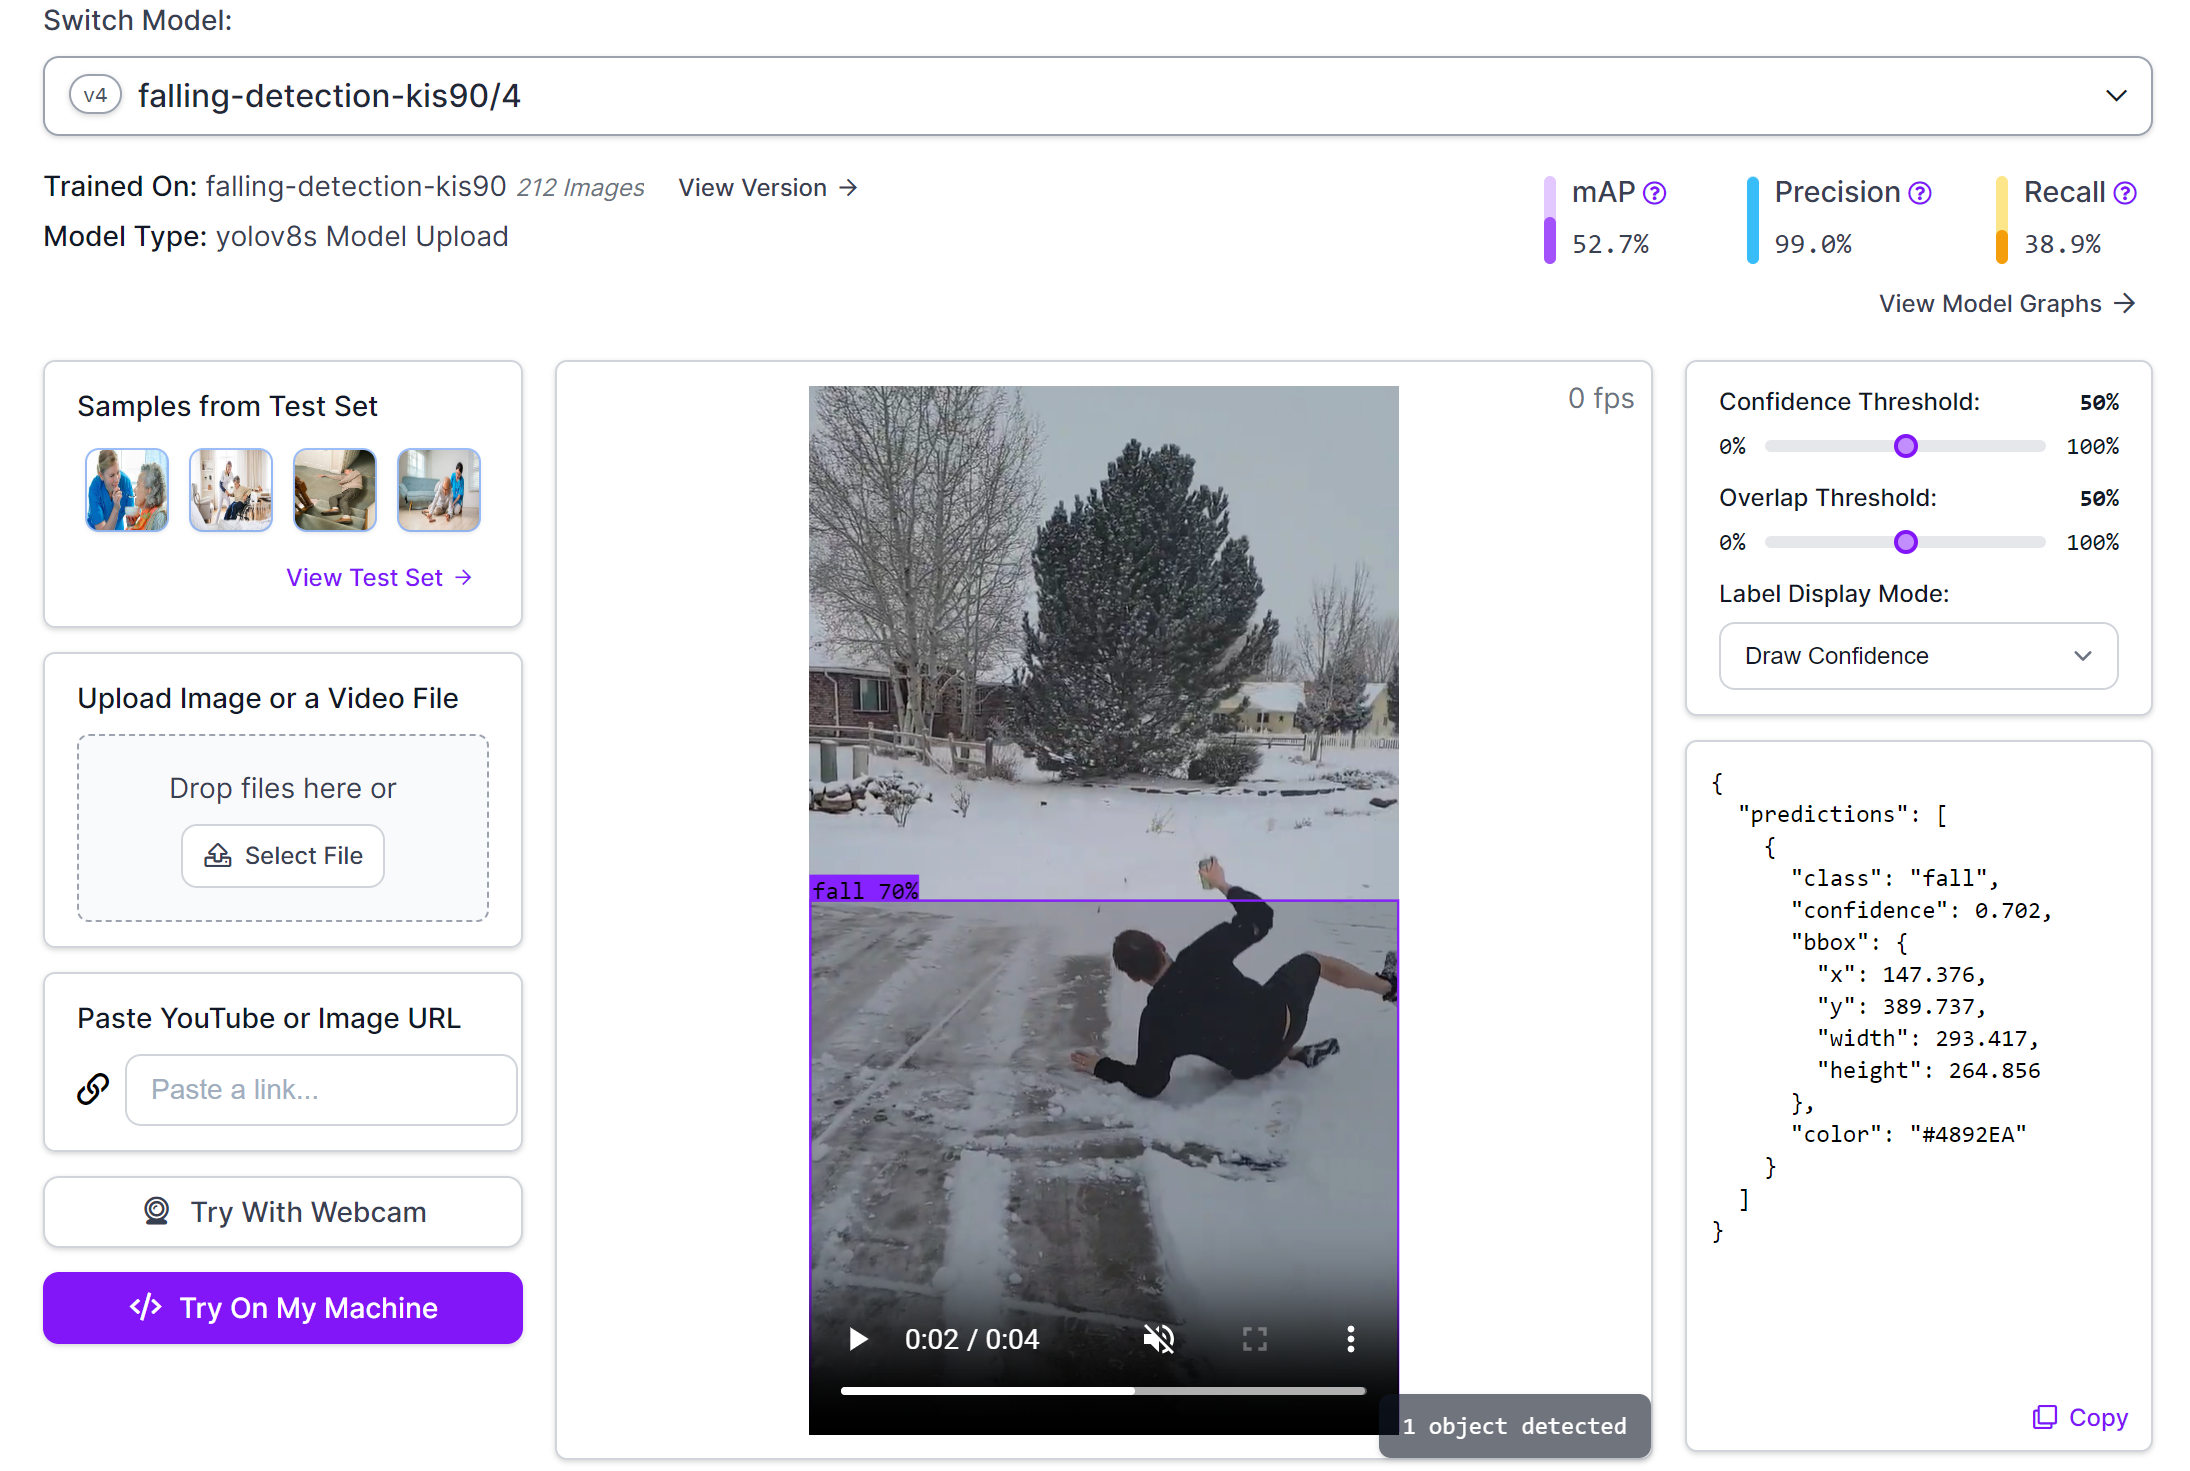 Switch Model:
v4 falling-detection-kis90/4
Trained On: falling-detection-kis90 212 Images View Version →
Model Type: yolov8s Model Upload
mAP ? Precision ? Recall ?
52.7% 99.0% 38.9%
View Model Graphs →
Samples from Test Set
View Test Set →
Upload Image or a Video File
Drop files here or
Select File
Paste YouTube or Image URL
Paste a link...
Try With Webcam
</> Try On My Machine
0 fps
fall 70%
0:02 / 0:04
1 object detected
Confidence Threshold: 50%
0% 100%
Overlap Threshold: 50%
0% 100%
Label Display Mode:
Draw Confidence
{
"predictions": [
{
"class": "fall",
"confidence": 0.702,
"bbox": {
"x": 147.376,
"y": 389.737,
"width": 293.417,
"height": 264.856
},
"color": "#4892EA"
}
]
}
Copy